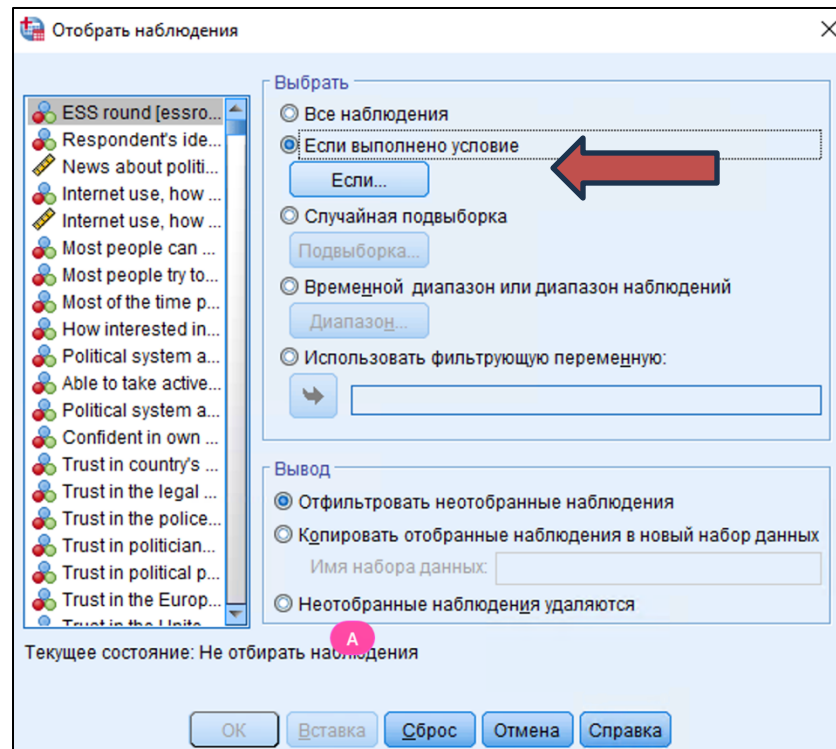 Отобрать наблюдения
ESS round [essro...
Respondent's ide...
News about politi...
Internet use, how ...
Internet use, how ...
Most people can ...
Most people try to...
Most of the time p...
How interested in...
Political system a...
Able to take active...
Political system a...
Confident in own ...
Trust in country's ...
Trust in the legal ...
Trust in the police...
Trust in politician...
Trust in political p...
Trust in the Europ...
Выбрать
Все наблюдения
Если выполнено условие
Если...
Случайная подвыборка
Подвыборка...
Временной диапазон или диапазон наблюдений
Диапазон...
Использовать фильтрующую переменную:
Вывод
Отфильтровать неотобранные наблюдения
Копировать отобранные наблюдения в новый набор данных
Имя набора данных:
Неотобранные наблюдения удаляются
A
Текущее состояние: Не отбирать наблюдения
OK Вставка Сброс Отмена Справка